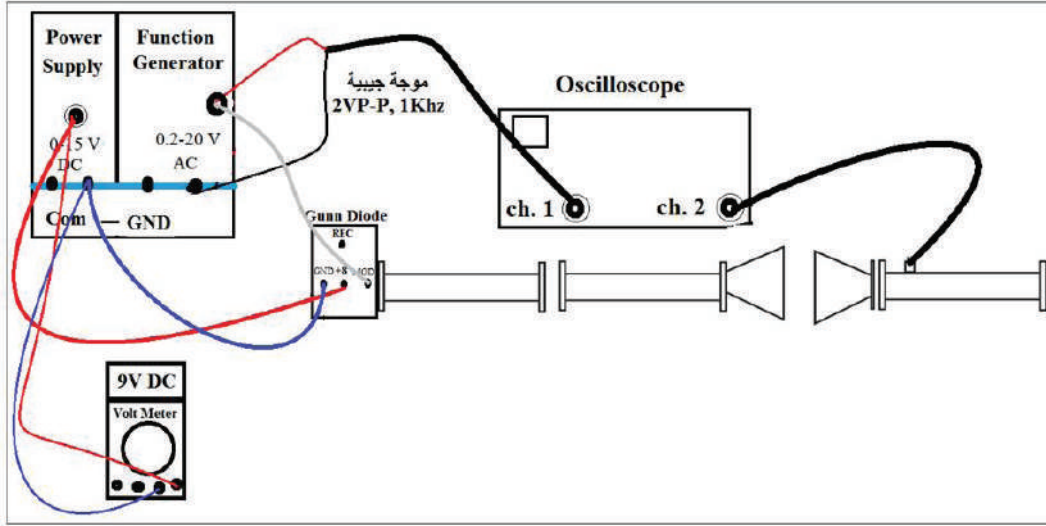 Power
Supply
Function
Generator
0-15 V
DC
0.2-20 V
AC
Com — GND
موجة جيبية
2VP-P, 1Khz
Oscilloscope
ch. 1
ch. 2
Gunn Diode
REC
GND +8 MOD
9V DC
Volt Meter